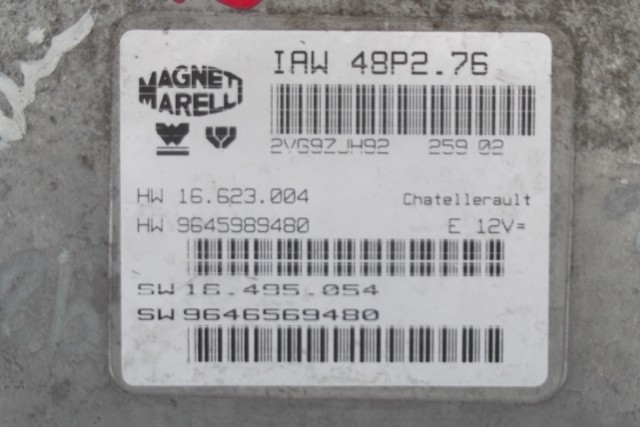 IAW 48P2.76
MAGNETI
MARELLI
2VG9ZJH92 259 02
HW 16.623.004 Chatellerault
HW 9645989480 E 12V=
SW 16.495.054
SW 9646569480